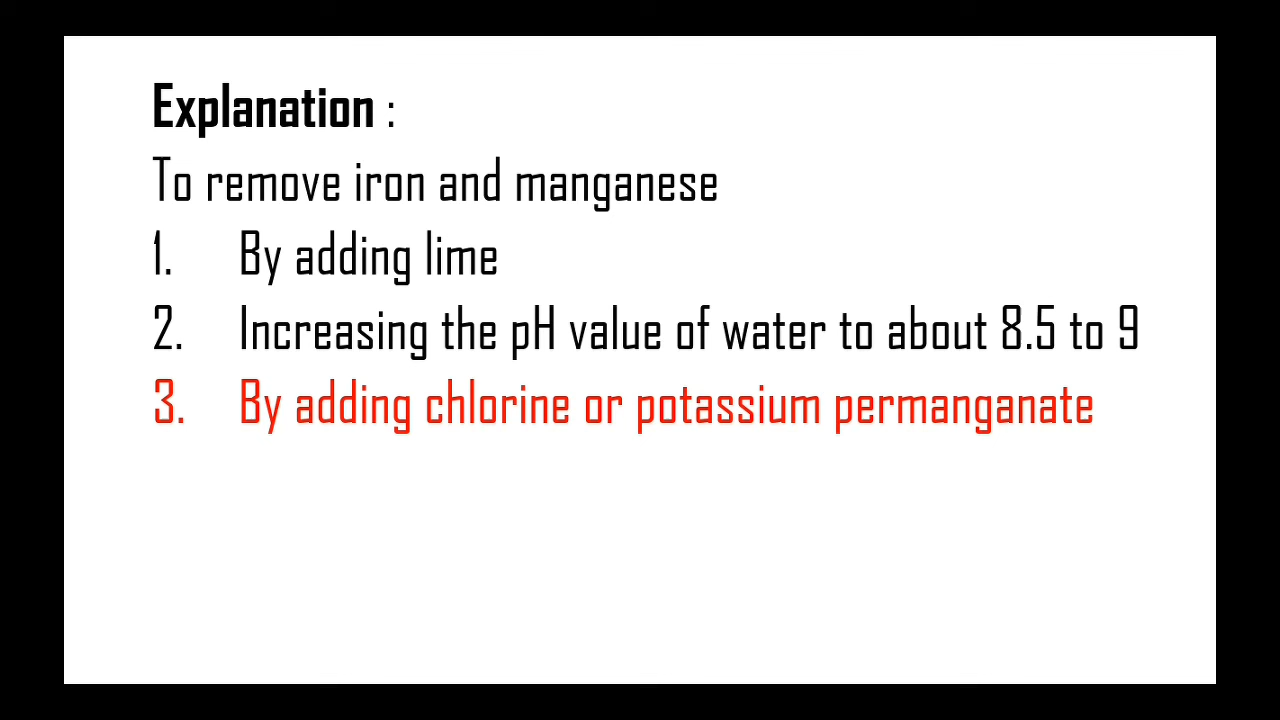 Explanation :
To remove iron and manganese
1. By adding lime
2. Increasing the pH value of water to about 8.5 to 9
3. By adding chlorine or potassium permanganate